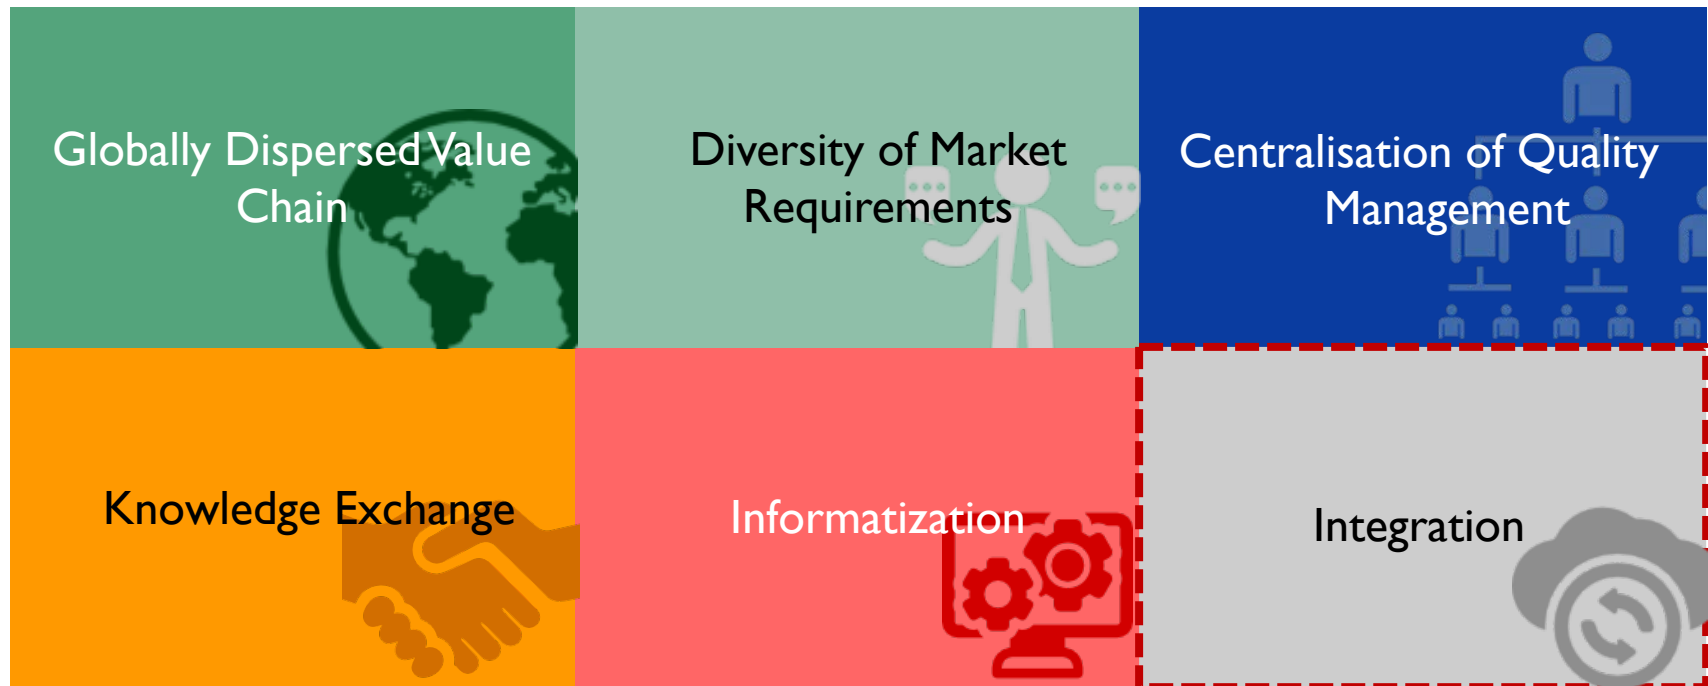 Globally Dispersed Value
Chain
Diversity of Market
Requirements
Centralisation of Quality
Management
Knowledge Exchange
Informatization
Integration